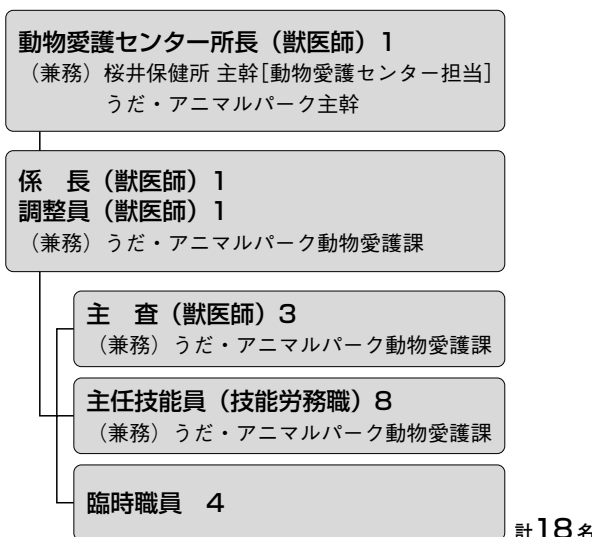 動物愛護センター所長（獣医師）1
（兼務）桜井保健所 主幹[動物愛護センター担当]
うだ・アニマルパーク主幹
係　長（獣医師）1
調整員（獣医師）1
（兼務）うだ・アニマルパーク動物愛護課
主　査（獣医師）3
（兼務）うだ・アニマルパーク動物愛護課
主任技能員（技能労務職）8
（兼務）うだ・アニマルパーク動物愛護課
臨時職員　4
計18名